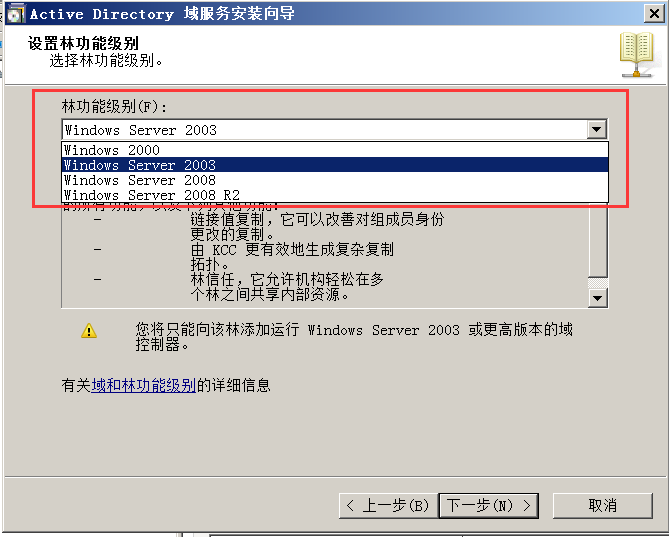 Active Directory 域服务安装向导
设置林功能级别
选择林功能级别。
林功能级别(F):
Windows Server 2003
Windows 2000
Windows Server 2003
Windows Server 2008
Windows Server 2008 R2
- 链接值复制，它可以改善对组成员身份
更改的复制。
- 由 KCC 更有效地生成复杂复制
拓扑。
- 林信任，它允许机构轻松在多
个林之间共享内部资源。
您将只能向该林添加运行 Windows Server 2003 或更高版本的域
控制器。
有关域和林功能级别的详细信息
< 上一步(B) 下一步(N) > 取消